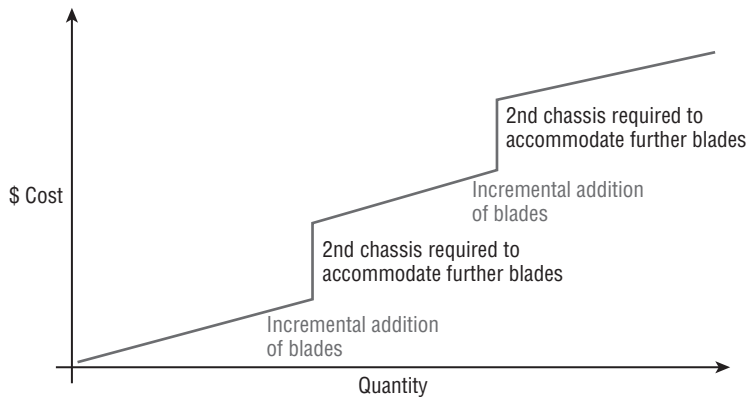 2nd chassis required to
accommodate further blades
$ Cost
Incremental addition
of blades
2nd chassis required to
accommodate further blades
Incremental addition
of blades
Quantity